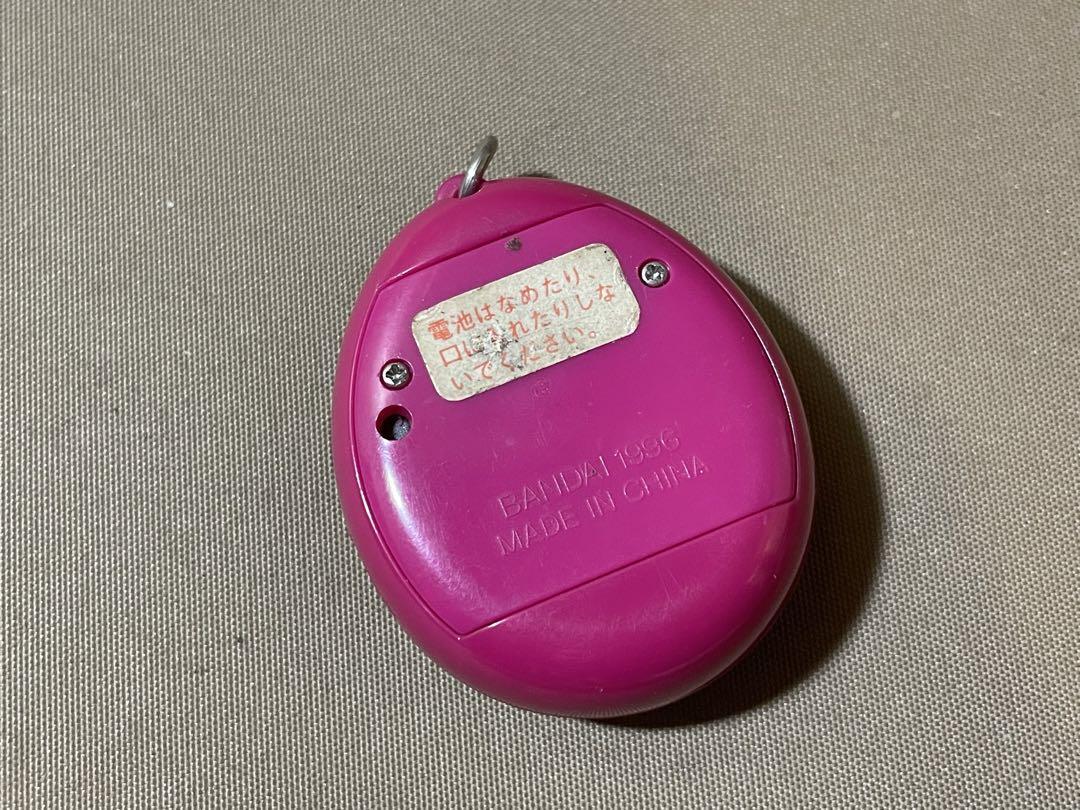 電池はなめたり、
口に入れたりしな
いでください。
BANDAI 1996
MADE IN CHINA